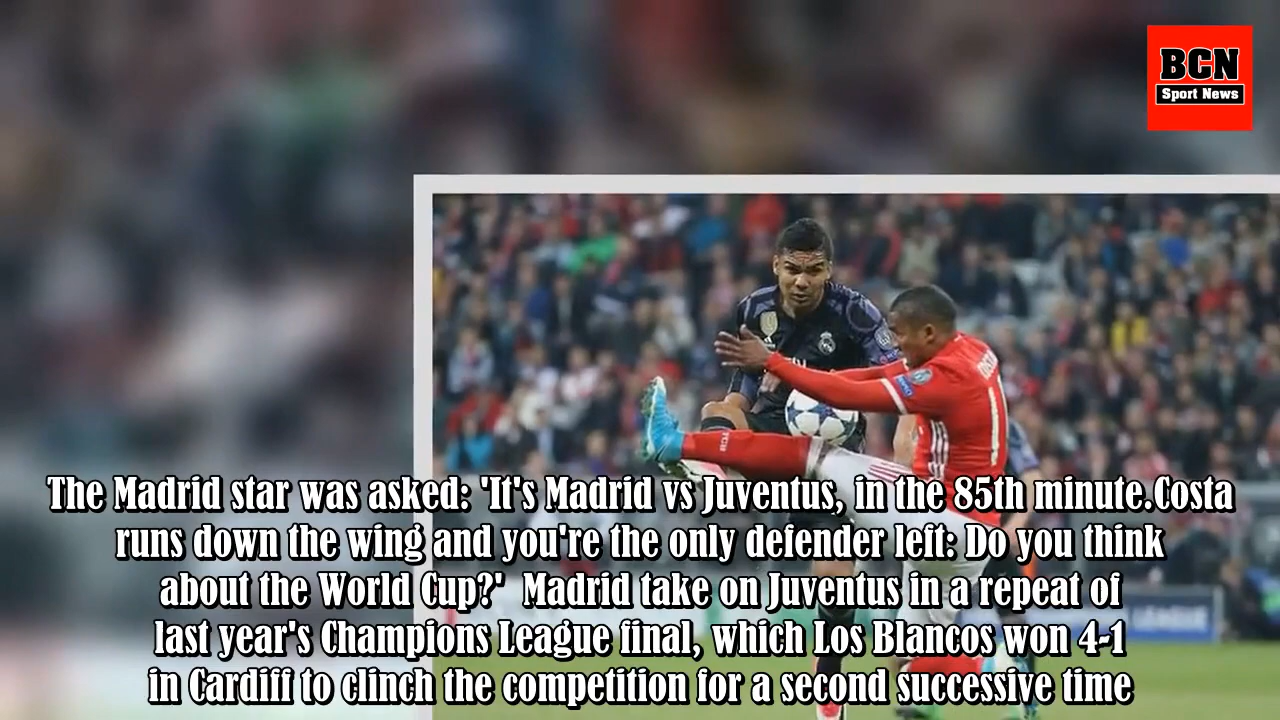 BCN
Sport News
The Madrid star was asked: 'It's Madrid vs Juventus, in the 85th minute.Costa
runs down the wing and you're the only defender left: Do you think
about the World Cup?'  Madrid take on Juventus in a repeat of
last year's Champions League final, which Los Blancos won 4-1
in Cardiff to clinch the competition for a second successive time